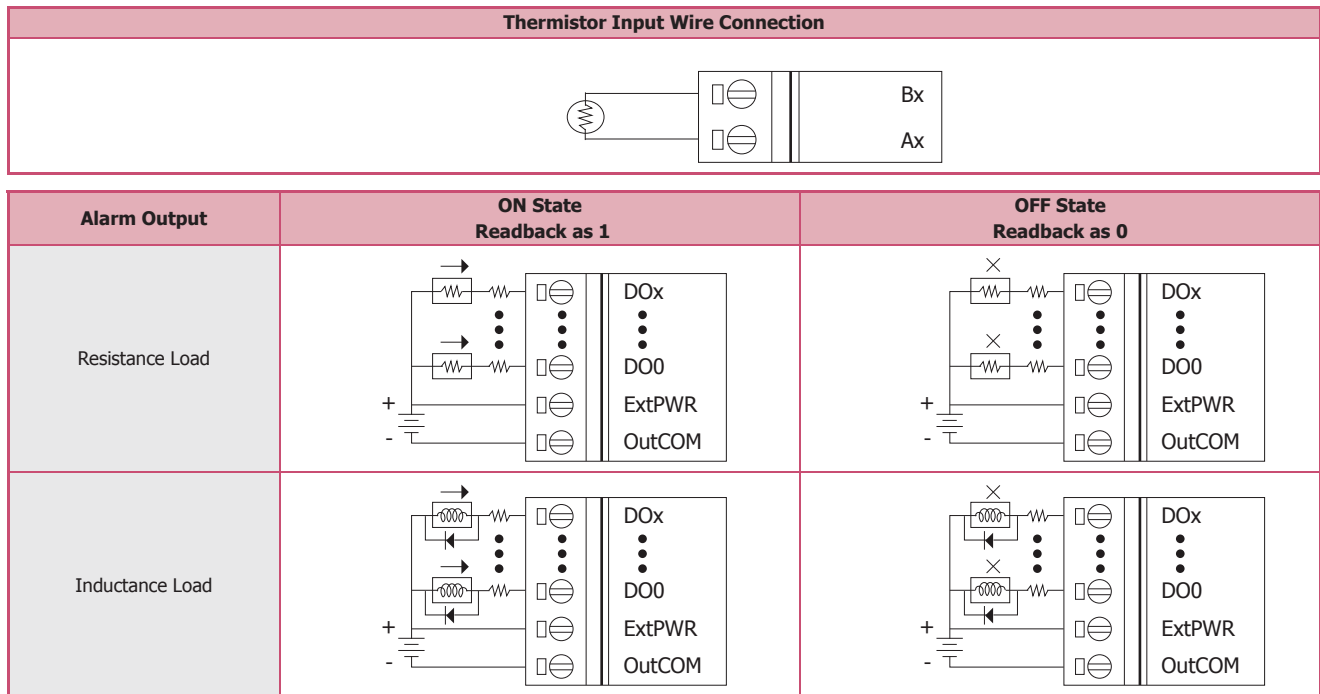 Thermistor Input Wire Connection
Bx
Ax
Alarm Output
ON State
Readback as 1
OFF State
Readback as 0
Resistance Load
DOx
DO0
+
ExtPWR
-
OutCOM
DOx
DO0
+
ExtPWR
-
OutCOM
Inductance Load
DOx
DO0
+
ExtPWR
-
OutCOM
DOx
DO0
+
ExtPWR
-
OutCOM